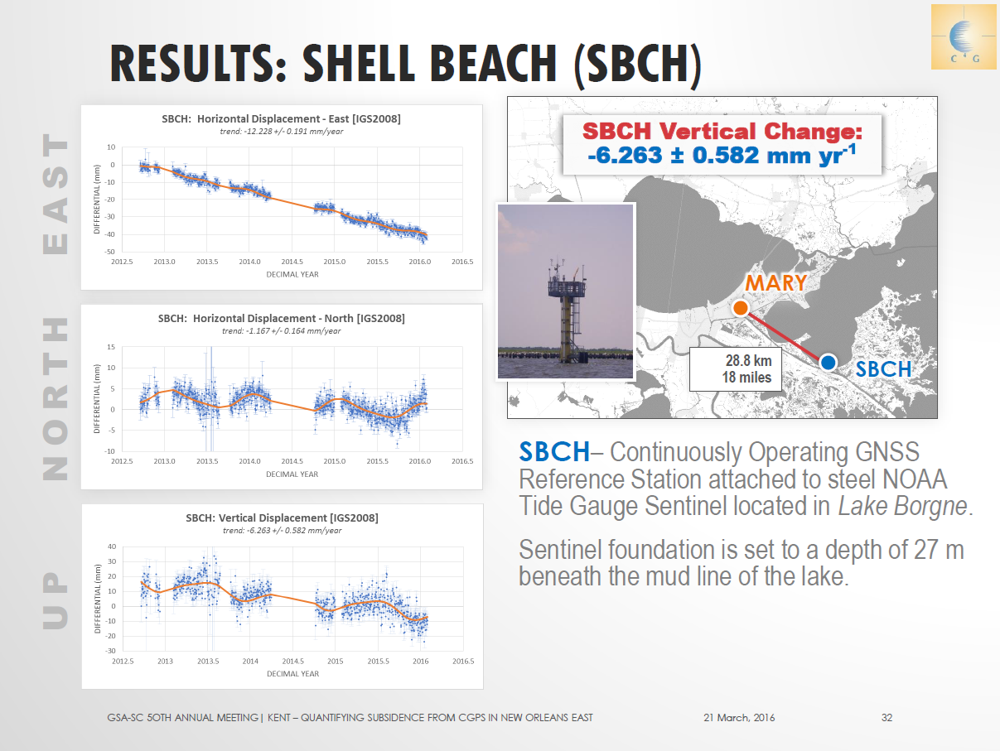 C 4 G
RESULTS: SHELL BEACH (SBCH)
EAST
SBCH: Horizontal Displacement - East [IGS2008]
trend: -12.228 +/- 0.191 mm/year
DIFFERENTIAL (mm)
10
0
-10
-20
-30
-40
-50
2012.5 2013.0 2013.5 2014.0 2014.5 2015.0 2015.5 2016.0 2016.5
DECIMAL YEAR
NORTH
SBCH: Horizontal Displacement - North [IGS2008]
trend: -1.167 +/- 0.164 mm/year
DIFFERENTIAL (mm)
15
10
5
0
-5
-10
2012.5 2013.0 2013.5 2014.0 2014.5 2015.0 2015.5 2016.0 2016.5
DECIMAL YEAR
UP
SBCH: Vertical Displacement [IGS2008]
trend: -6.263 +/- 0.582 mm/year
DIFFERENTIAL (mm)
40
30
20
10
0
-10
-20
-30
2012.5 2013 2013.5 2014 2014.5 2015 2015.5 2016 2016.5
DECIMAL YEAR
SBCH Vertical Change:
-6.263 ± 0.582 mm yr-1
MARY
28.8 km
18 miles
SBCH
SBCH– Continuously Operating GNSS
Reference Station attached to steel NOAA
Tide Gauge Sentinel located in Lake Borgne.
Sentinel foundation is set to a depth of 27 m
beneath the mud line of the lake.
GSA-SC 50TH ANNUAL MEETING| KENT – QUANTIFYING SUBSIDENCE FROM CGPS IN NEW ORLEANS EAST
21 March, 2016
32